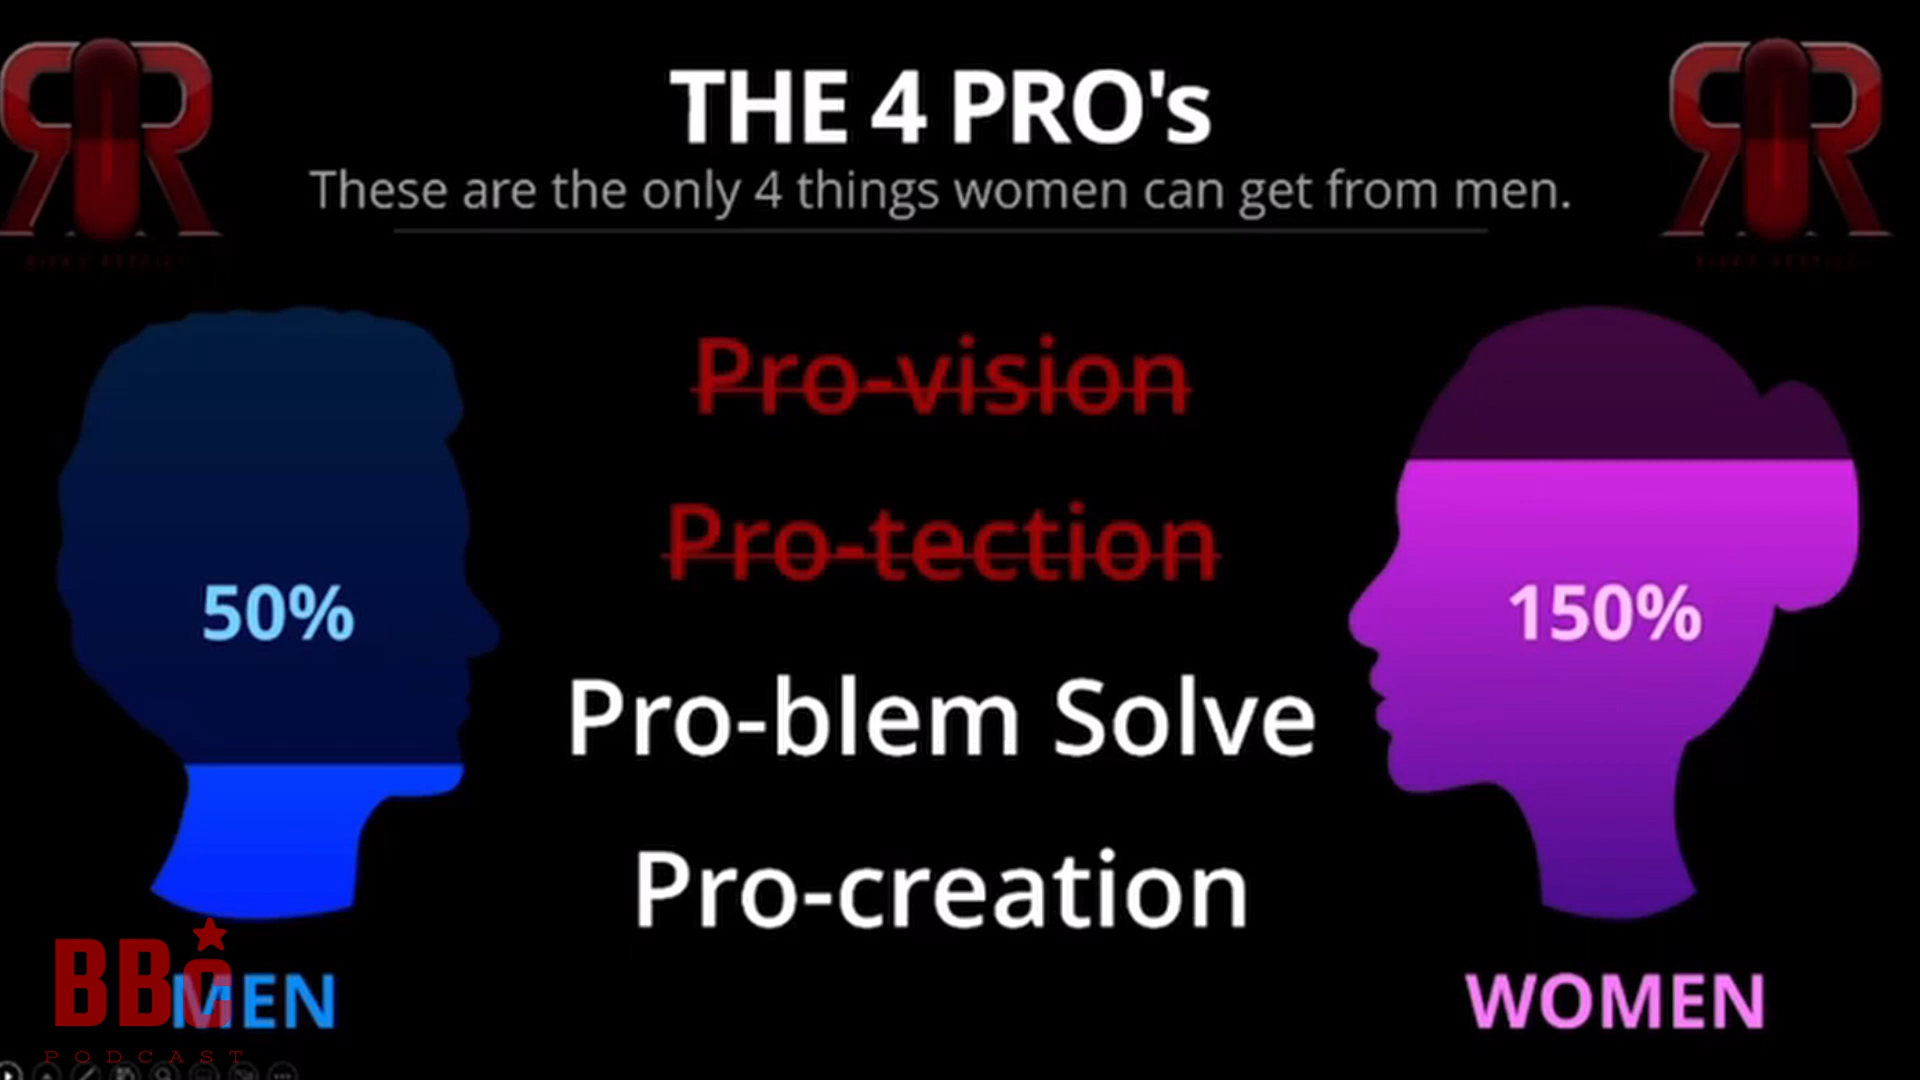 THE 4 PRO's
These are the only 4 things women can get from men.
Pro-vision
Pro-tection
50%
150%
Pro-blem Solve
Pro-creation
MEN
WOMEN
BBG
PODCAST